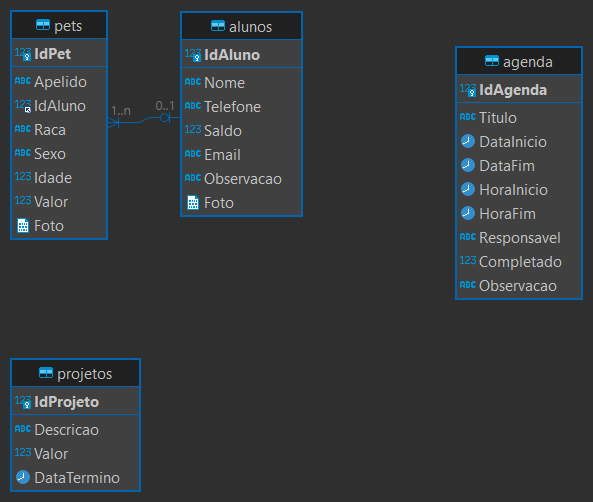 pets
123 IdPet
ABC Apelido
123 IdAluno
ABC Raca
ABC Sexo
123 Idade
123 Valor
Foto
1..n
0..1
alunos
123 IdAluno
ABC Nome
ABC Telefone
123 Saldo
ABC Email
ABC Observacao
Foto
agenda
123 IdAgenda
ABC Titulo
DataInicio
DataFim
HoraInicio
HoraFim
ABC Responsavel
123 Completado
ABC Observacao
projetos
123 IdProjeto
ABC Descricao
123 Valor
DataTermino